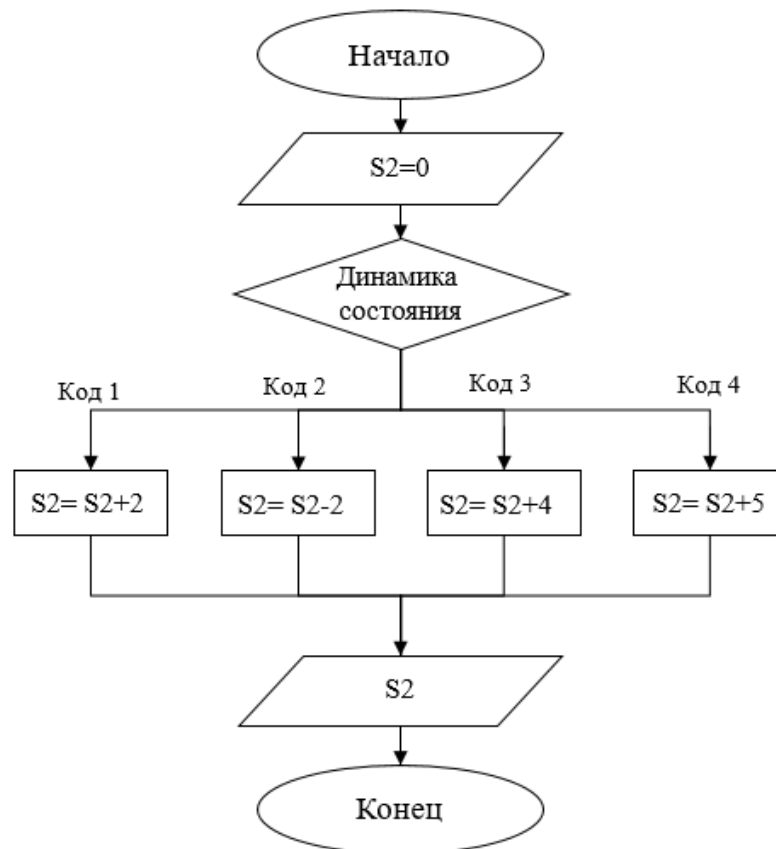 Начало
S2=0
Динамика
состояния
Код 1
Код 2
Код 3
Код 4
S2= S2+2
S2= S2-2
S2= S2+4
S2= S2+5
S2
Конец